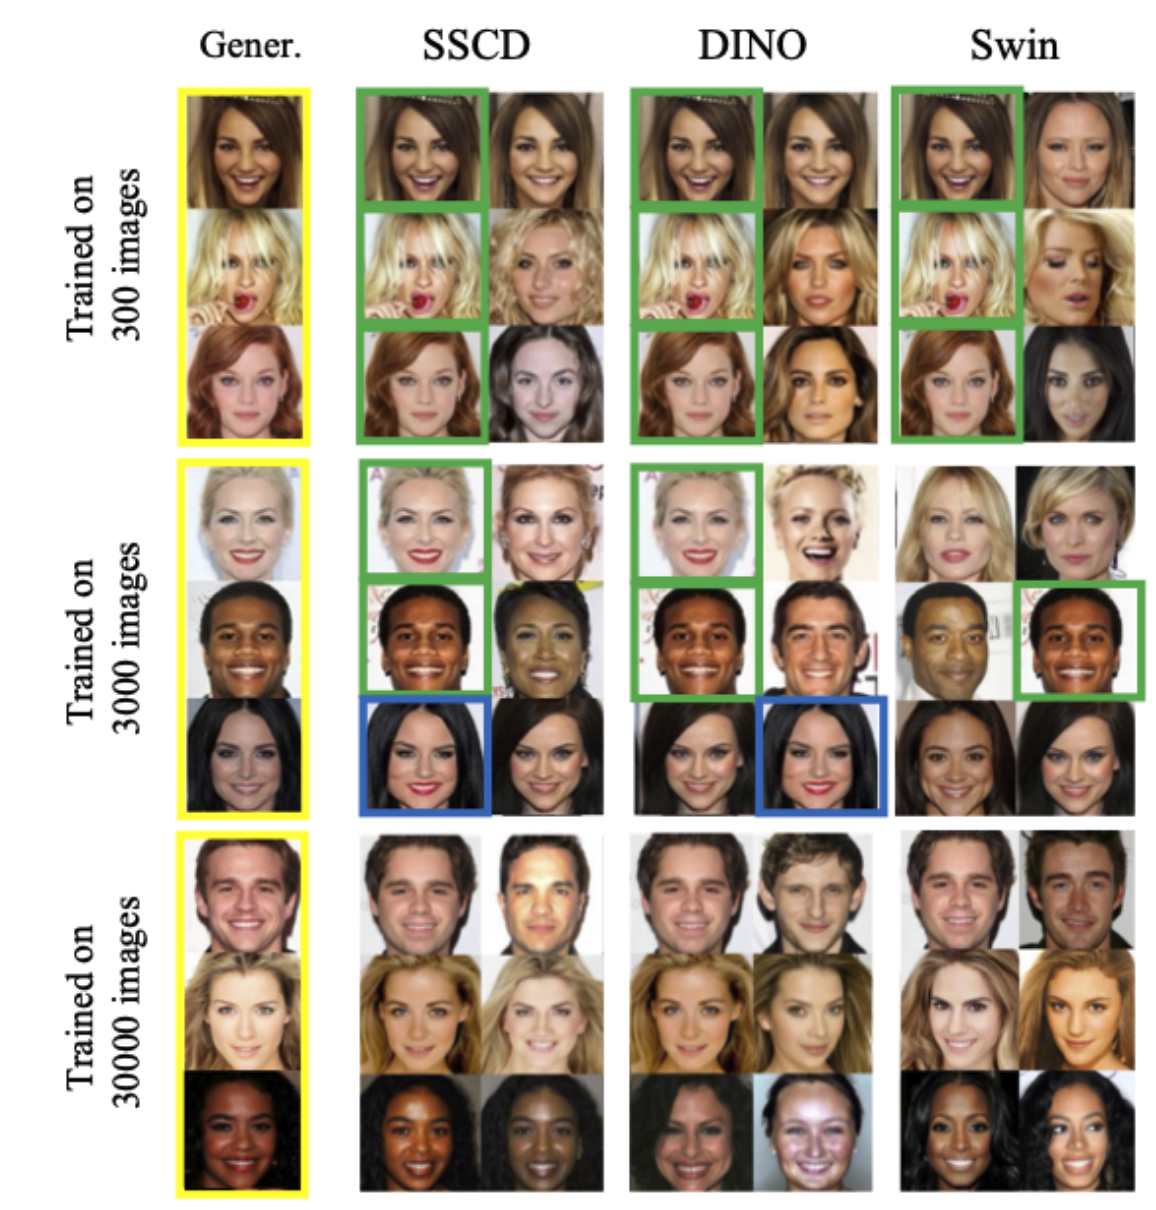 Gener. SSCD DINO Swin
Trained on
300 images
Trained on
3000 images
Trained on
30000 images